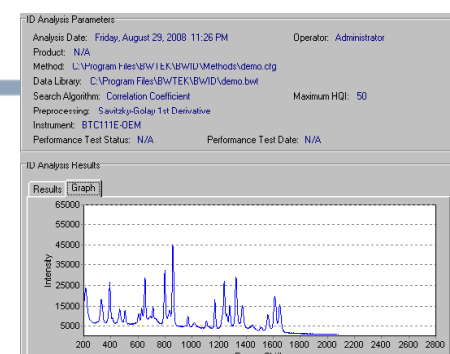 ID Analysis Parameters
Analysis Date: Friday, August 29, 2008 11:26 PM Operator: Administrator
Product: N/A
Method: C:\Program Files\BWTEK\BWID\Methods\demo.cfg
Data Library: C:\Program Files\BWTEK\BWID\demo.bwt
Search Algorithm: Correlation Coefficient Maximum HQI: 50
Preprocessing: Savitzky-Golay 1st Derivative
Instrument: BTC111E-OEM
Performance Test Status: N/A Performance Test Date: N/A
ID Analysis Results
Results Graph
65000
55000
45000
35000
25000
15000
5000
Intensity
200 400 600 800 1000 1200 1400 1600 1800 2000 2200 2400 2600 2800